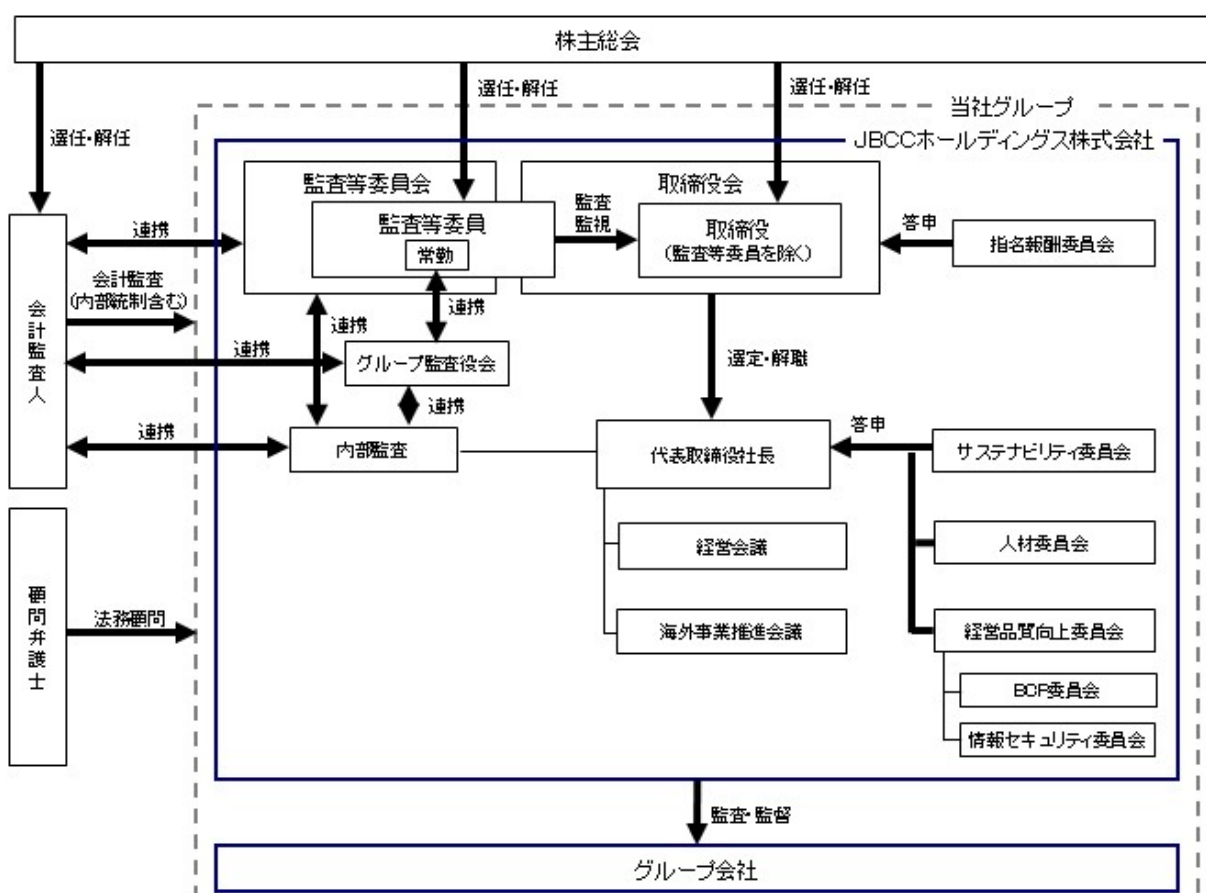 株主総会
選任・解任
選任・解任
選任・解任
当社グループ
JBCCホールディングス株式会社
監査等委員会
取締役会
監査等委員
常勤
監査
監視
取締役
(監査等委員を除く)
答申
指名報酬委員会
連携
会計監査
(内部統制含む)
会計監査人
連携
連携
連携
グループ監査役会
選定・解職
連携
連携
内部監査
代表取締役社長
答申
サステナビリティ委員会
経営会議
人材委員会
顧問弁護士
法務顧問
海外事業推進会議
経営品質向上委員会
BCP委員会
情報セキュリティ委員会
監査・監督
グループ会社